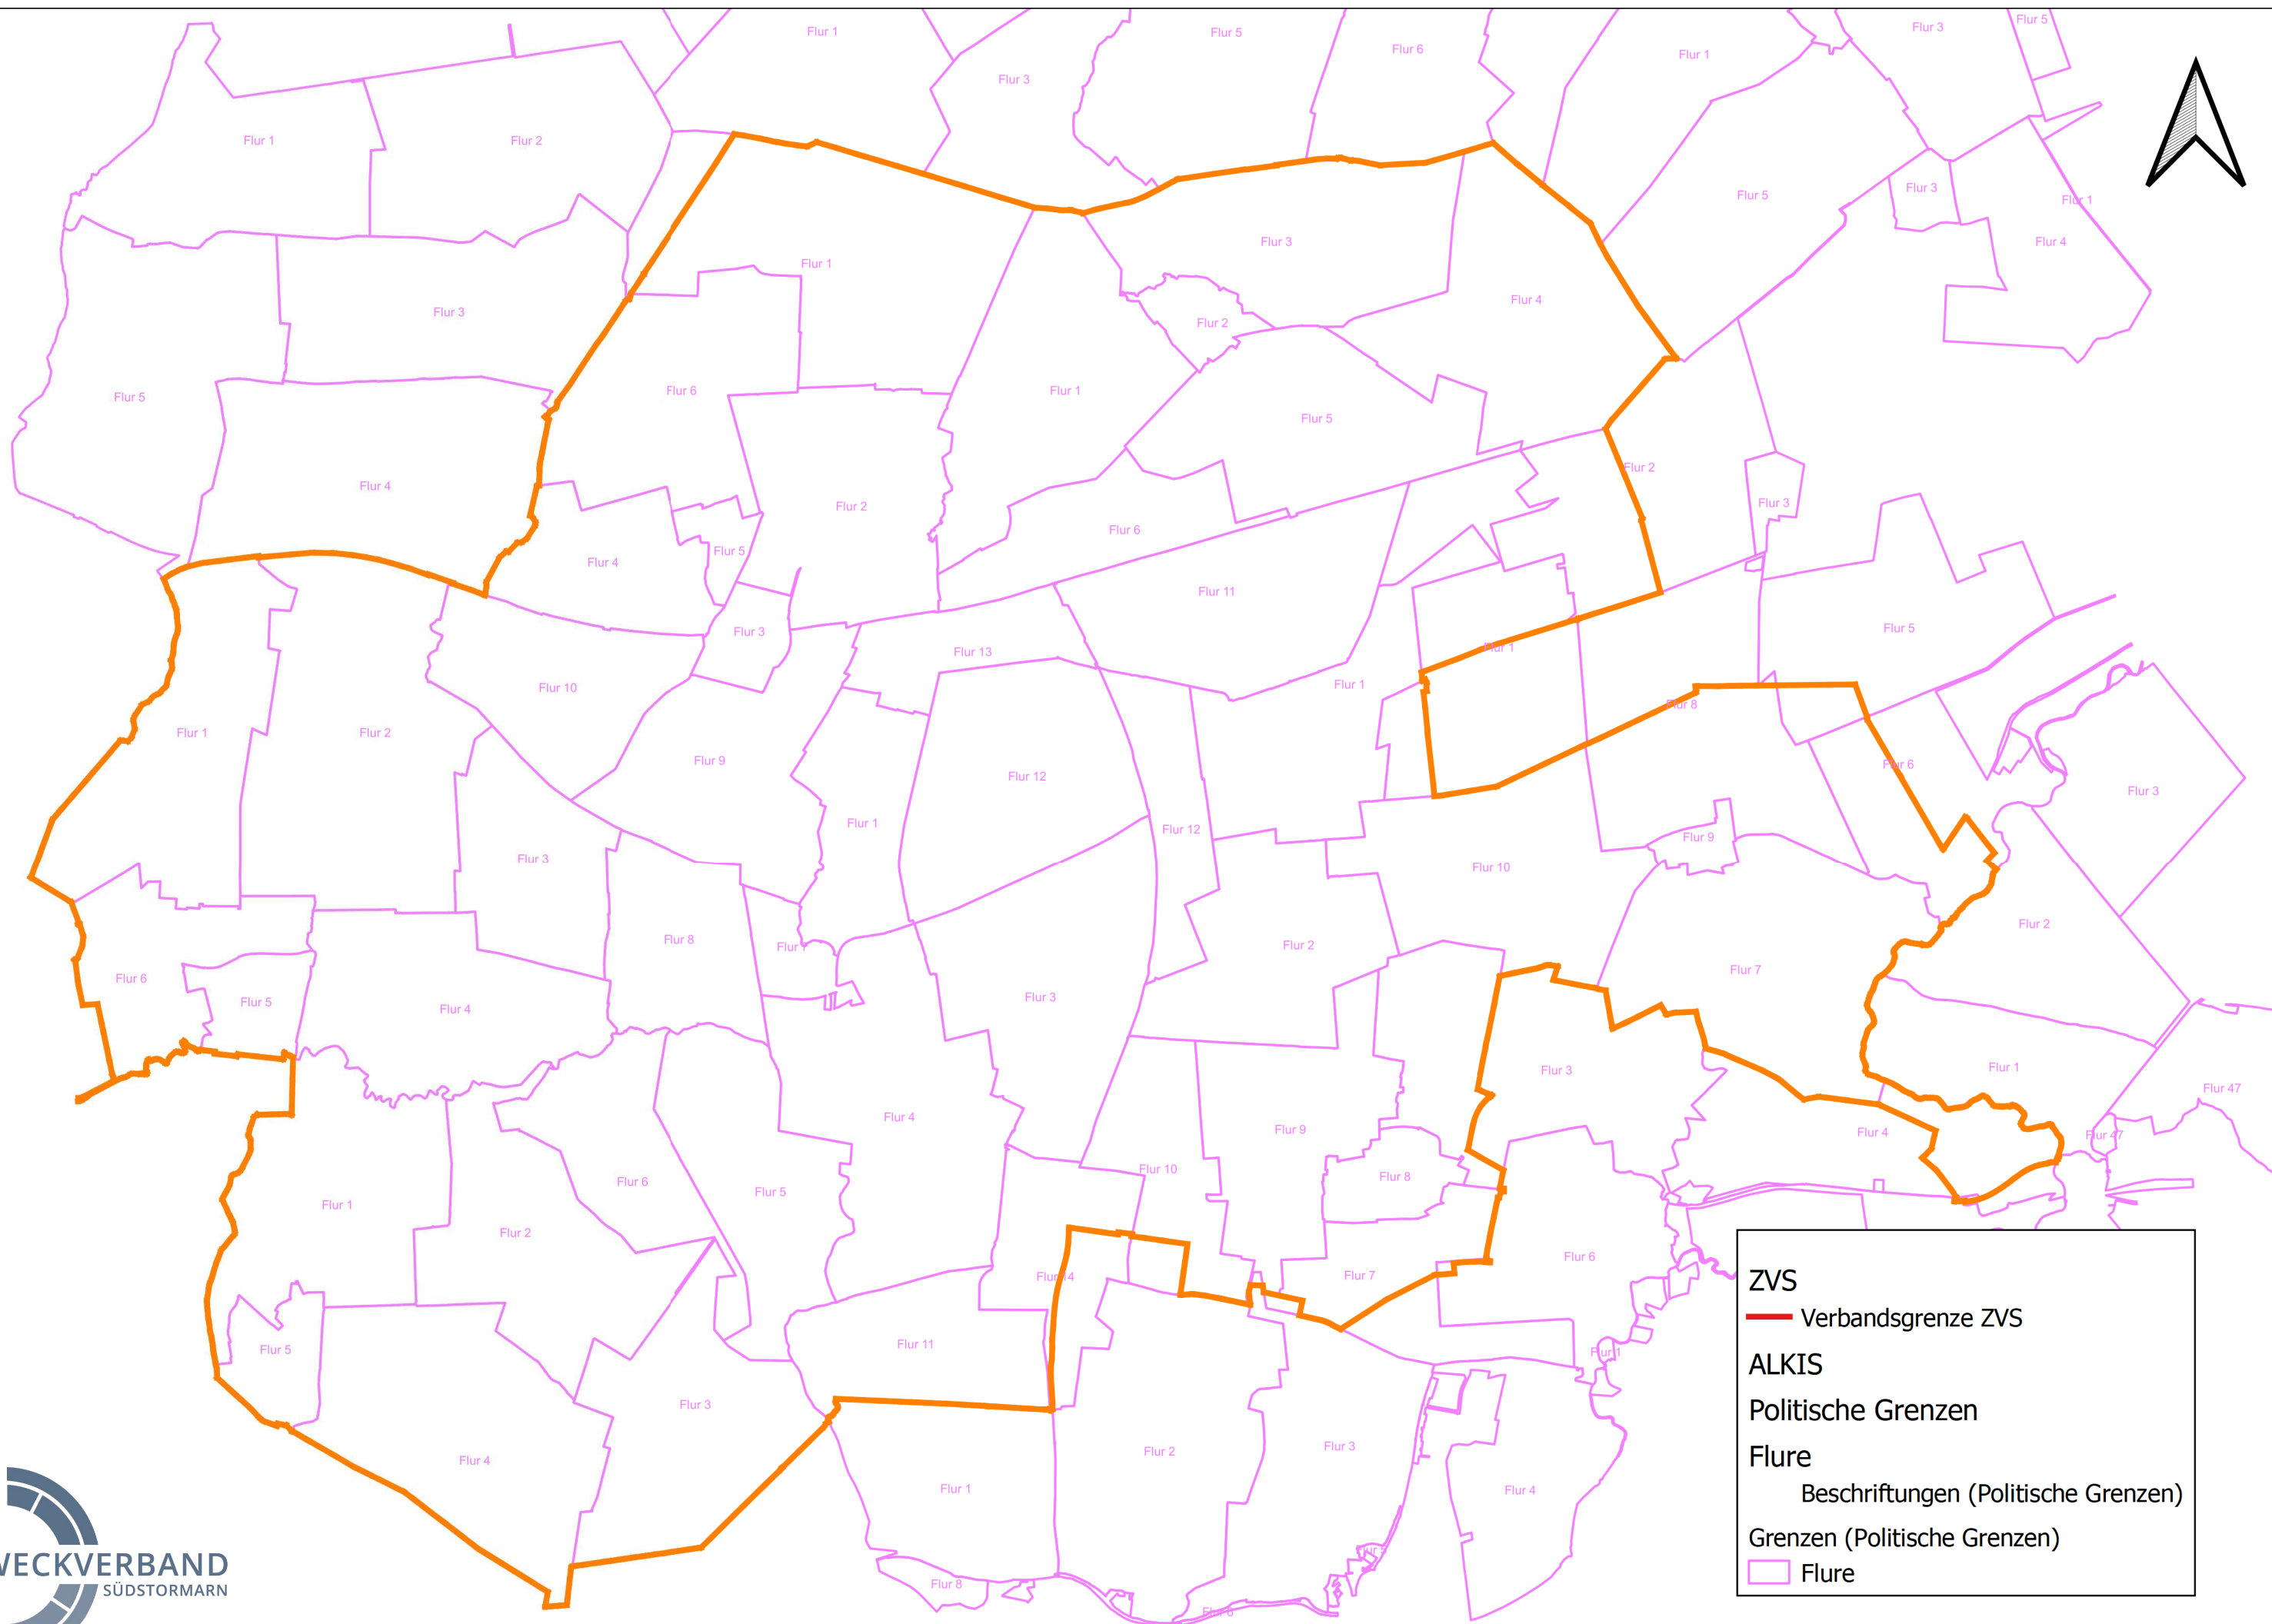 Flur 1
Flur 5
Flur 6
Flur 3
Flur 1
Flur 3
Flur 5
Flur 1
Flur 2
Flur 3
Flur 5
Flur 3
Flur 1
Flur 4
Flur 1
Flur 3
Flur 4
Flur 2
Flur 5
Flur 6
Flur 1
Flur 5
Flur 4
Flur 2
Flur 6
Flur 2
Flur 3
Flur 4
Flur 5
Flur 11
Flur 3
Flur 13
Flur 1
Flur 5
Flur 10
Flur 1
Flur 8
Flur 1
Flur 2
Flur 9
Flur 12
Flur 6
Flur 3
Flur 3
Flur 1
Flur 12
Flur 9
Flur 10
Flur 8
Flur 2
Flur 2
Flur 6
Flur 5
Flur 4
Flur 3
Flur 7
Flur 3
Flur 1
Flur 47
Flur 4
Flur 9
Flur 4
Flur 47
Flur 1
Flur 6
Flur 5
Flur 10
Flur 8
Flur 2
Flur 14
Flur 7
Flur 6
Flur 5
Flur 11
Flur 1
Flur 3
Flur 4
Flur 2
Flur 3
Flur 1
Flur 4
Flur 8
ZVS
Verbandsgrenze ZVS
ALKIS
Politische Grenzen
Flure
Beschriftungen (Politische Grenzen)
Grenzen (Politische Grenzen)
Flure
WECKVERBAND
SÜDSTORMARN